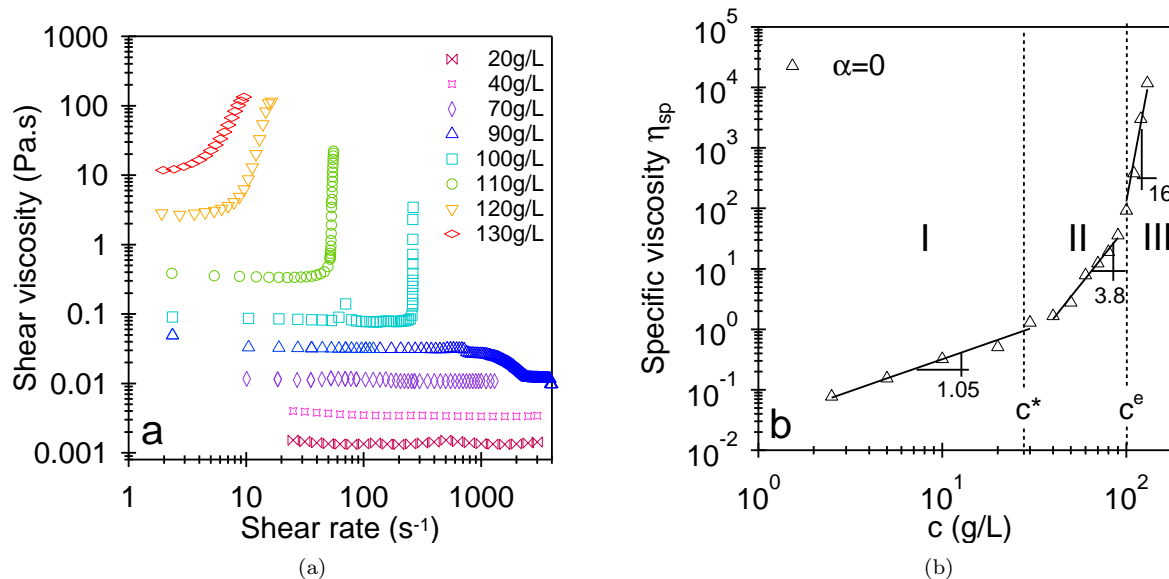 1000
100
10
1
0.1
0.01
0.001
Shear viscosity (Pa.s)
20g/L
40g/L
70g/L
90g/L
100g/L
110g/L
120g/L
130g/L
a
1
10
100
1000
Shear rate (s⁻¹)
(a)
10⁵
10⁴
10³
10²
10¹
10⁰
10⁻¹
10⁻²
Specific viscosity ηsp
α=0
I
II
III
16
3.8
1.05
c*
cᵉ
b
10⁰
10¹
10²
c (g/L)
(b)